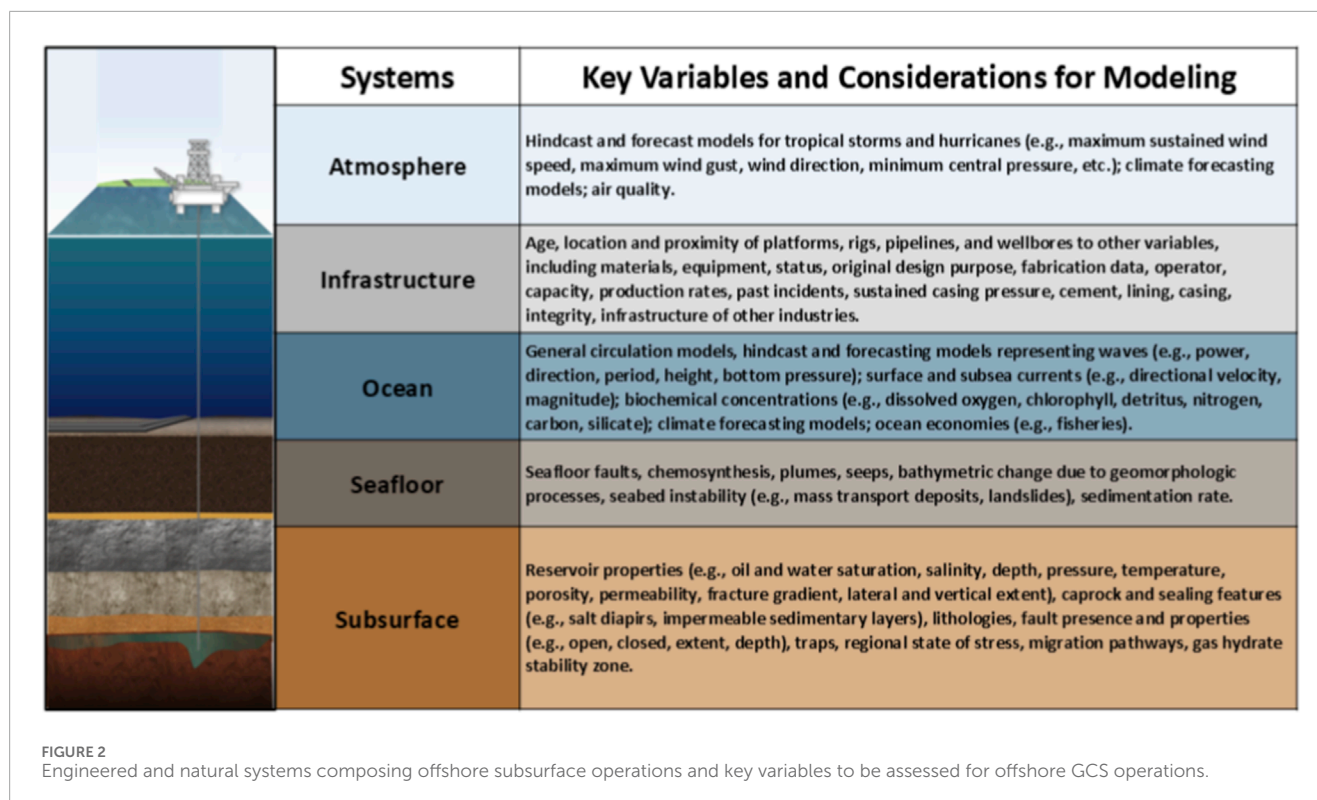 Systems
Key Variables and Considerations for Modeling
Atmosphere
Hindcast and forecast models for tropical storms and hurricanes (e.g., maximum sustained wind
speed, maximum wind gust, wind direction, minimum central pressure, etc.); climate forecasting
models; air quality.
Infrastructure
Age, location and proximity of platforms, rigs, pipelines, and wellbores to other variables,
including materials, equipment, status, original design purpose, fabrication data, operator,
capacity, production rates, past incidents, sustained casing pressure, cement, lining, casing,
integrity, infrastructure of other industries.
Ocean
General circulation models, hindcast and forecasting models representing waves (e.g., power,
direction, period, height, bottom pressure); surface and subsea currents (e.g., directional velocity,
magnitude); biochemical concentrations (e.g., dissolved oxygen, chlorophyll, detritus, nitrogen,
carbon, silicate); climate forecasting models; ocean economies (e.g., fisheries).
Seafloor
Seafloor faults, chemosynthesis, plumes, seeps, bathymetric change due to geomorphologic
processes, seabed instability (e.g., mass transport deposits, landslides), sedimentation rate.
Subsurface
Reservoir properties (e.g., oil and water saturation, salinity, depth, pressure, temperature,
porosity, permeability, fracture gradient, lateral and vertical extent), caprock and sealing features
(e.g., salt diapirs, impermeable sedimentary layers), lithologies, fault presence and properties
(e.g., open, closed, extent, depth), traps, regional state of stress, migration pathways, gas hydrate
stability zone.
FIGURE 2
Engineered and natural systems composing offshore subsurface operations and key variables to be assessed for offshore GCS operations.